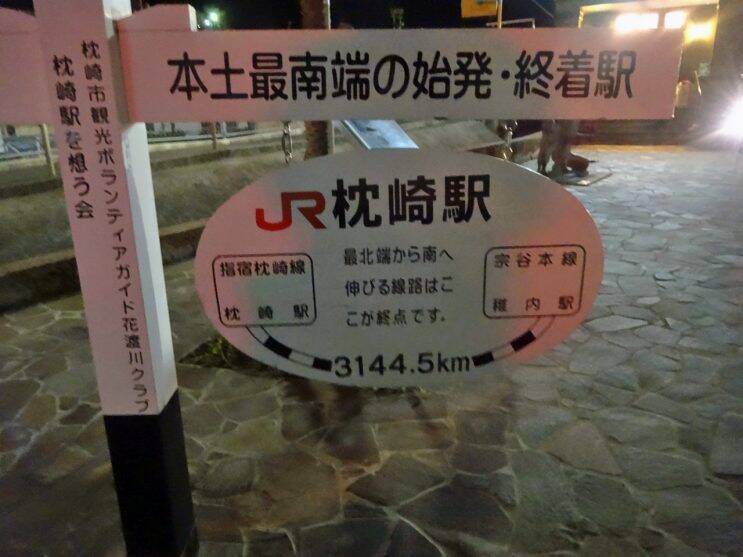 本土最南端の始発・終着駅
枕崎市観光ボランティアガイド花渡川クラブ
枕崎駅を想う会
JR枕崎駅
最北端から南へ
伸びる線路はこ
こが終点です。
指宿枕崎線
枕崎駅
宗谷本線
稚内駅
3144.5km